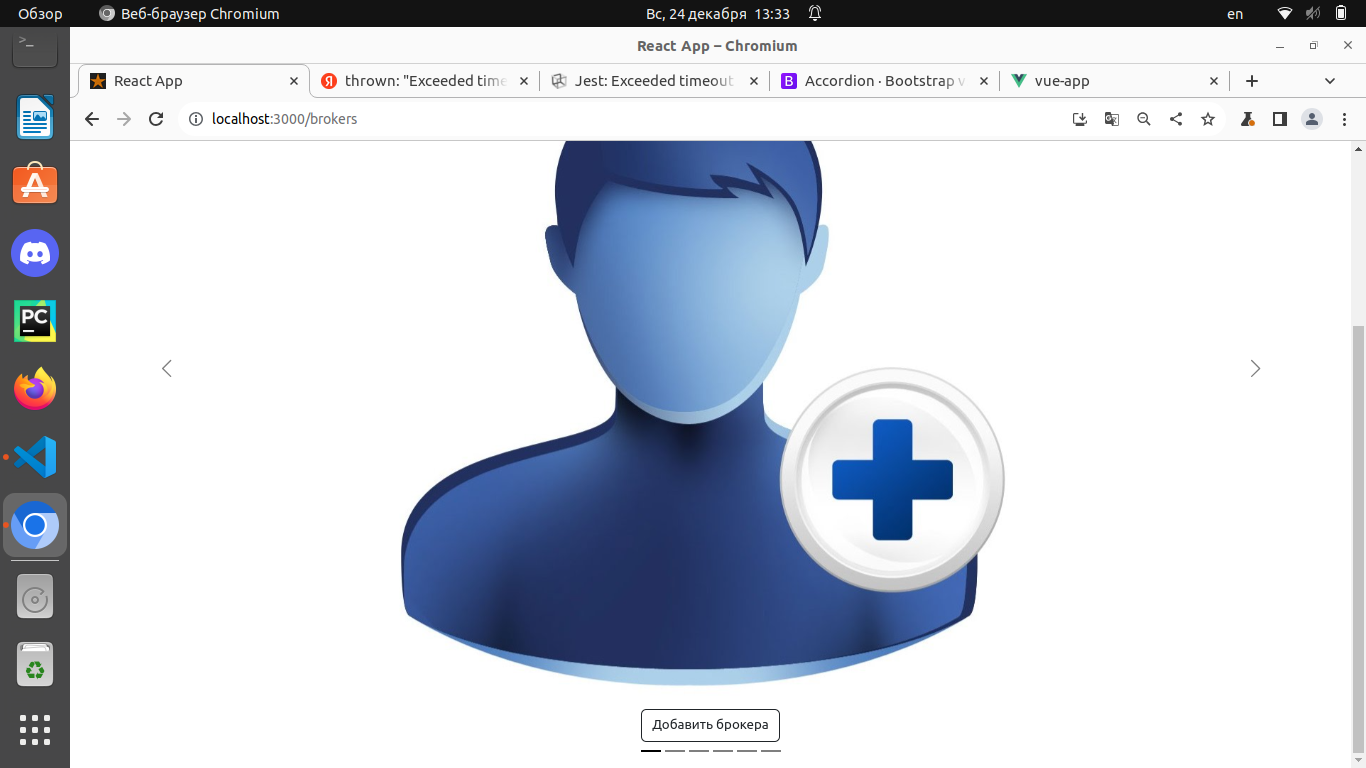 Обзор
Веб-браузер Chromium
Вс, 24 декабря 13:33
en
React App – Chromium
React App
thrown: "Exceeded time
Jest: Exceeded timeout
Accordion · Bootstrap v
vue-app
localhost:3000/brokers
PC
Добавить брокера